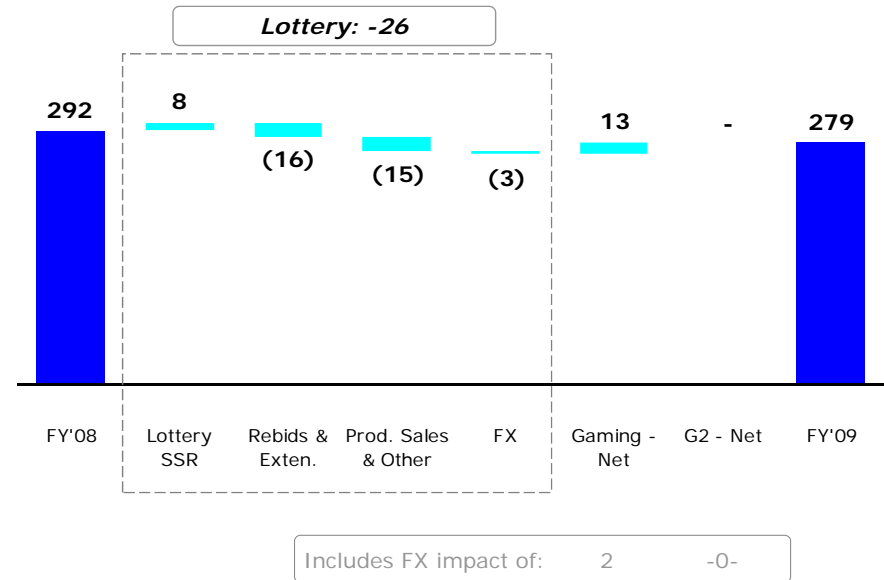 Lottery: -26
292
8
(16)
(15)
(3)
13
-
279
FY'08
Lottery
SSR
Rebids &
Exten.
Prod. Sales
& Other
FX
Gaming -
Net
G2 - Net
FY'09
Includes FX impact of: 2 -0-